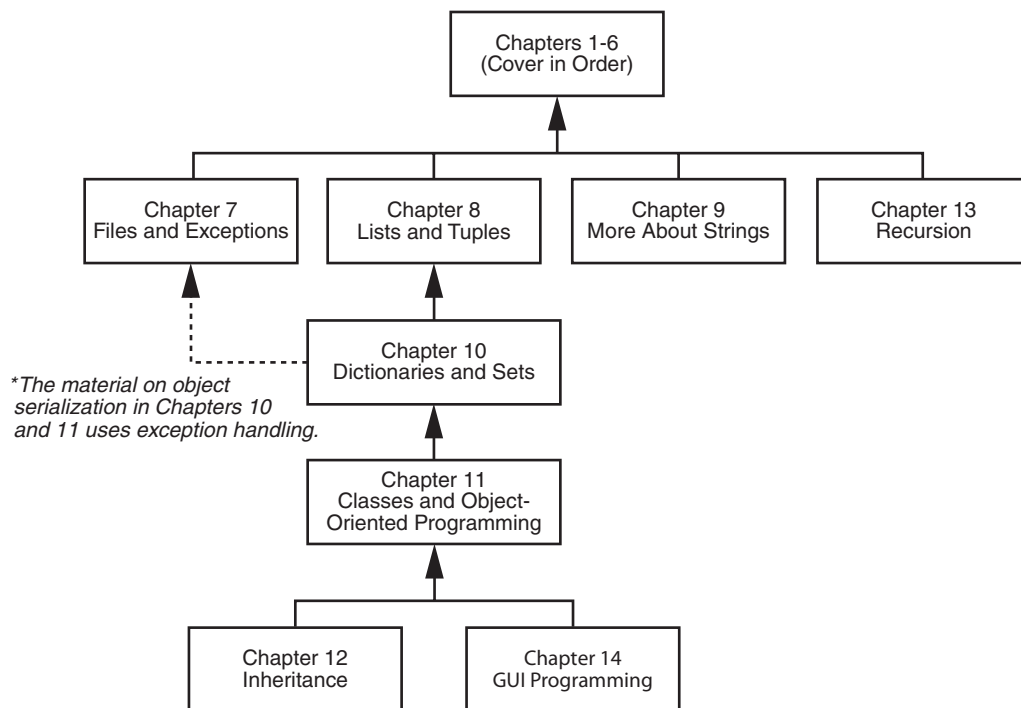 Chapters 1-6
(Cover in Order)
Chapter 7
Files and Exceptions
Chapter 8
Lists and Tuples
Chapter 9
More About Strings
Chapter 13
Recursion
Chapter 10
Dictionaries and Sets
*The material on object
serialization in Chapters 10
and 11 uses exception handling.
Chapter 11
Classes and Object-
Oriented Programming
Chapter 12
Inheritance
Chapter 14
GUI Programming